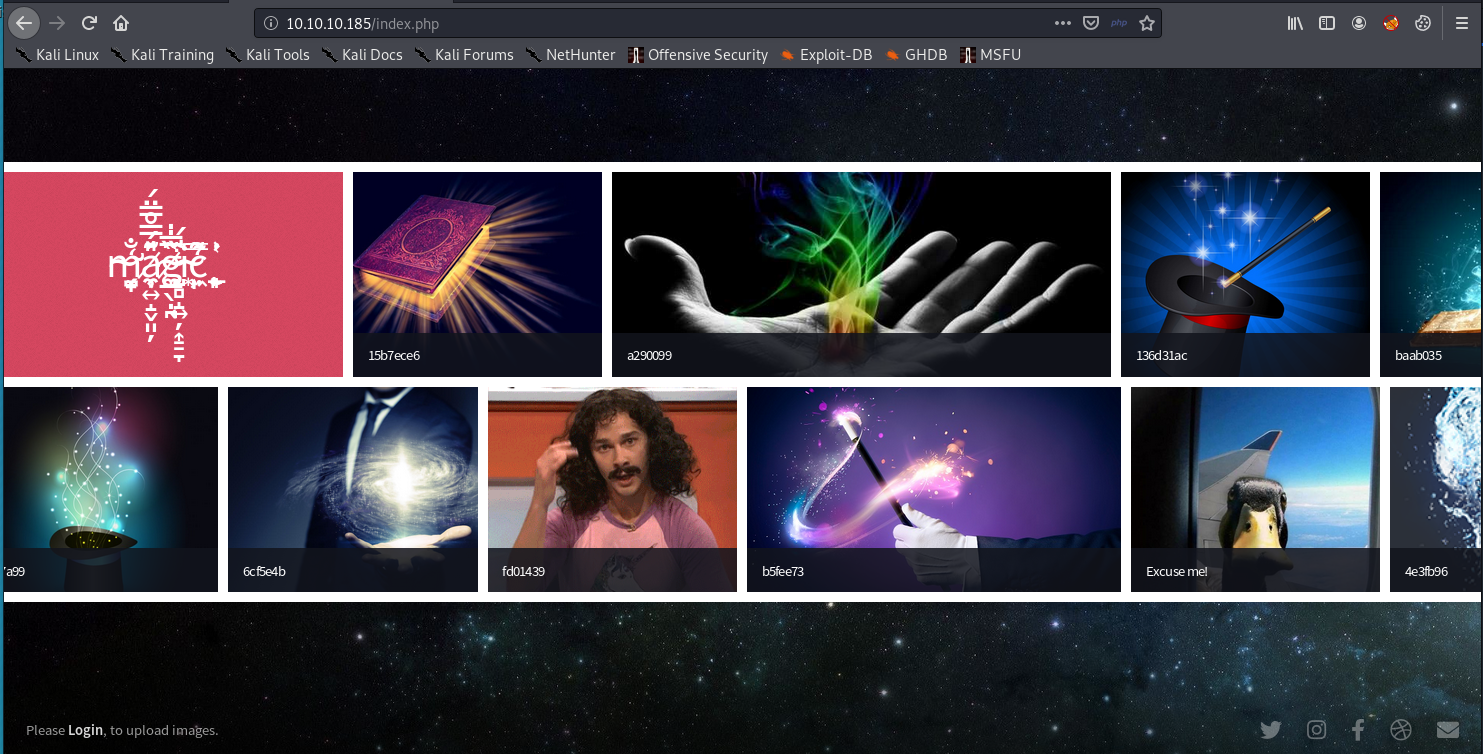 10.10.10.185/index.php
php
Kali Linux Kali Training Kali Tools Kali Docs Kali Forums NetHunter Offensive Security Exploit-DB GHDB MSFU
magic
15b7ece6 a290099 136d31ac baab035
7a99 6cf5e4b fd01439 b5fee73 Excuse me! 4e3fb96
Please Login, to upload images.